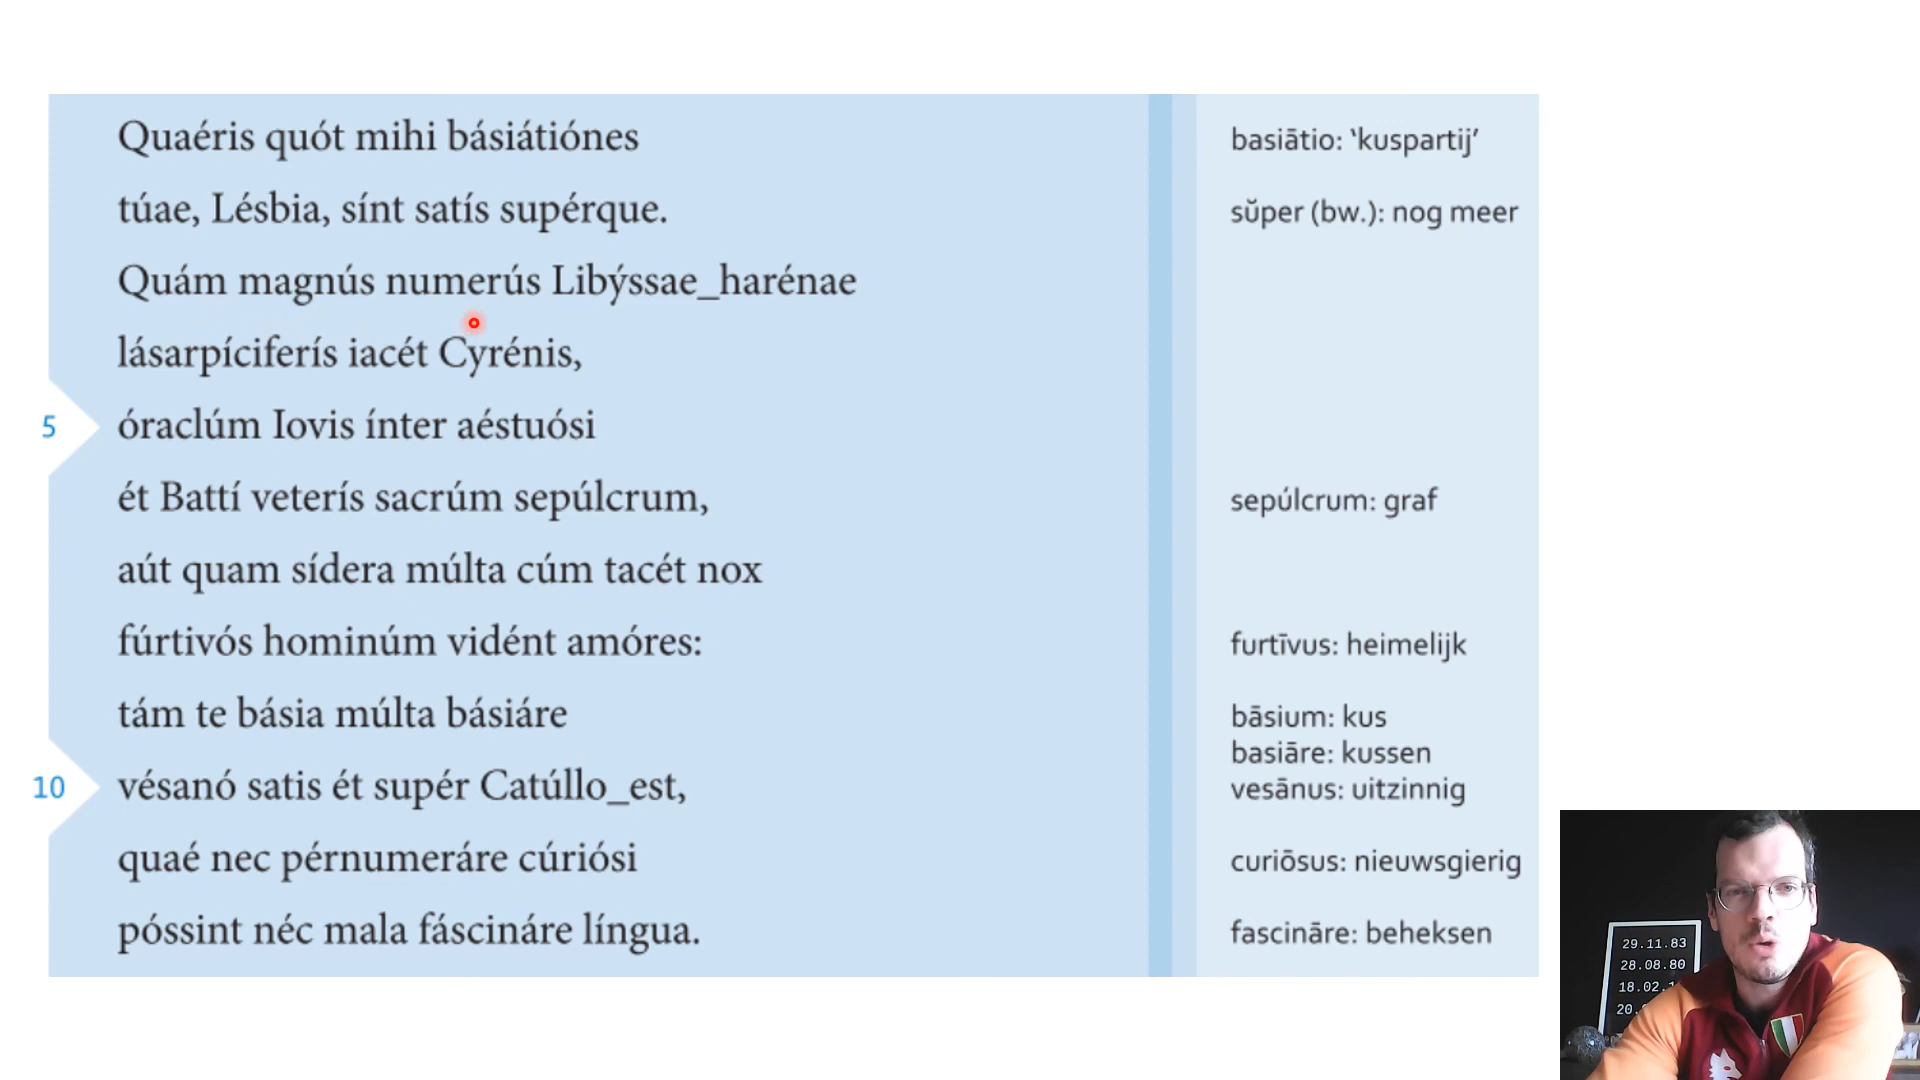 Quaéris quót mihi básiátiónes
túae, Lésbia, sínt satís supérque.
Quám magnús numerús Libýssae_harénae
lásarpíciferís iacét Cyrénis,
5 óraclúm Iovis ínter aéstuósi
ét Battí veterís sacrúm sepúlcrum,
aút quam sídera múlta cúm tacét nox
fúrtivós hominúm vidént amóres:
tám te básia múlta básiáre
10 vésanó satis ét supér Catúllo_est,
quaé nec pérnumeráre cúriósi
póssint néc mala fáscináre língua.
basiātio: ‘kuspartij’
sŭper (bw.): nog meer
sepúlcrum: graf
furtīvus: heimelijk
bāsium: kus
basiāre: kussen
vesānus: uitzinnig
curiōsus: nieuwsgierig
fascināre: beheksen
29.11.83
28.08.80
18.02.
20.